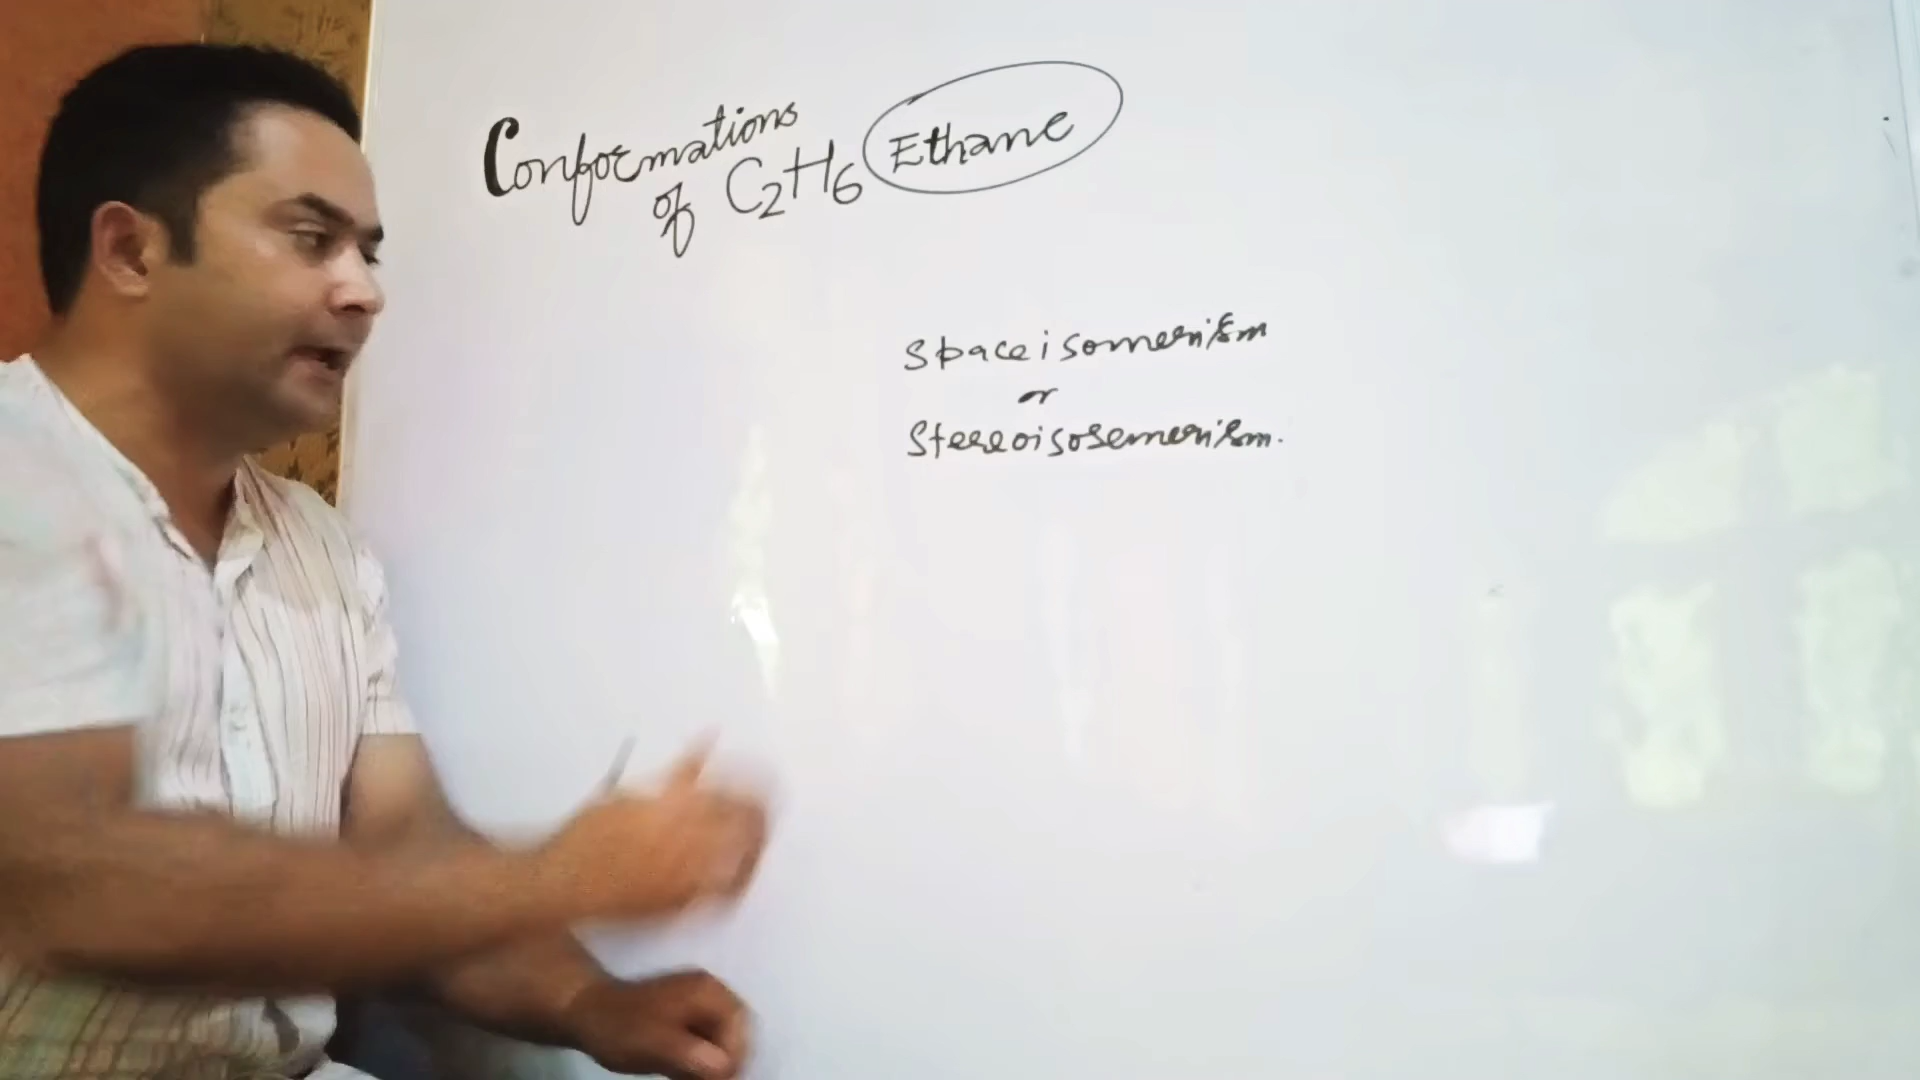 Conformations
of C2H6 Ethane
Space isomerism
or
Stereoisosemerism.